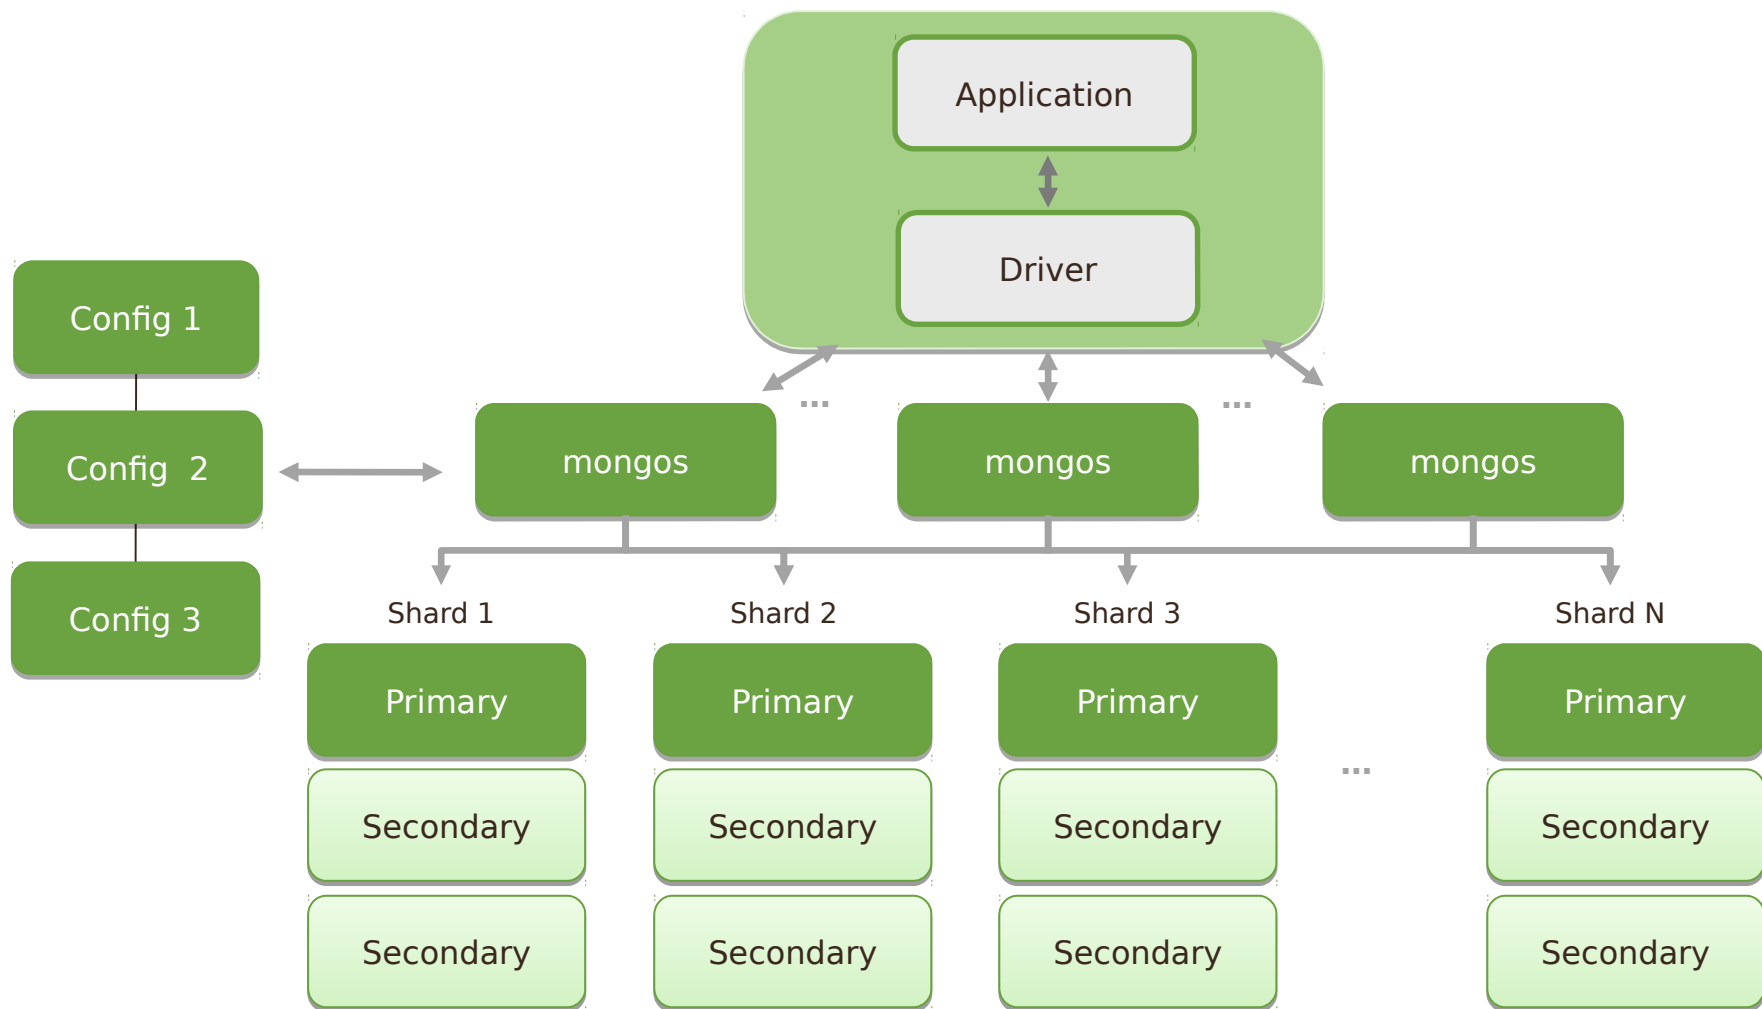 Application
Driver
Config 1
Config  2
Config 3
...
...
mongos
mongos
mongos
Shard 1
Shard 2
Shard 3
Shard N
Primary
Primary
Primary
Primary
...
Secondary
Secondary
Secondary
Secondary
Secondary
Secondary
Secondary
Secondary